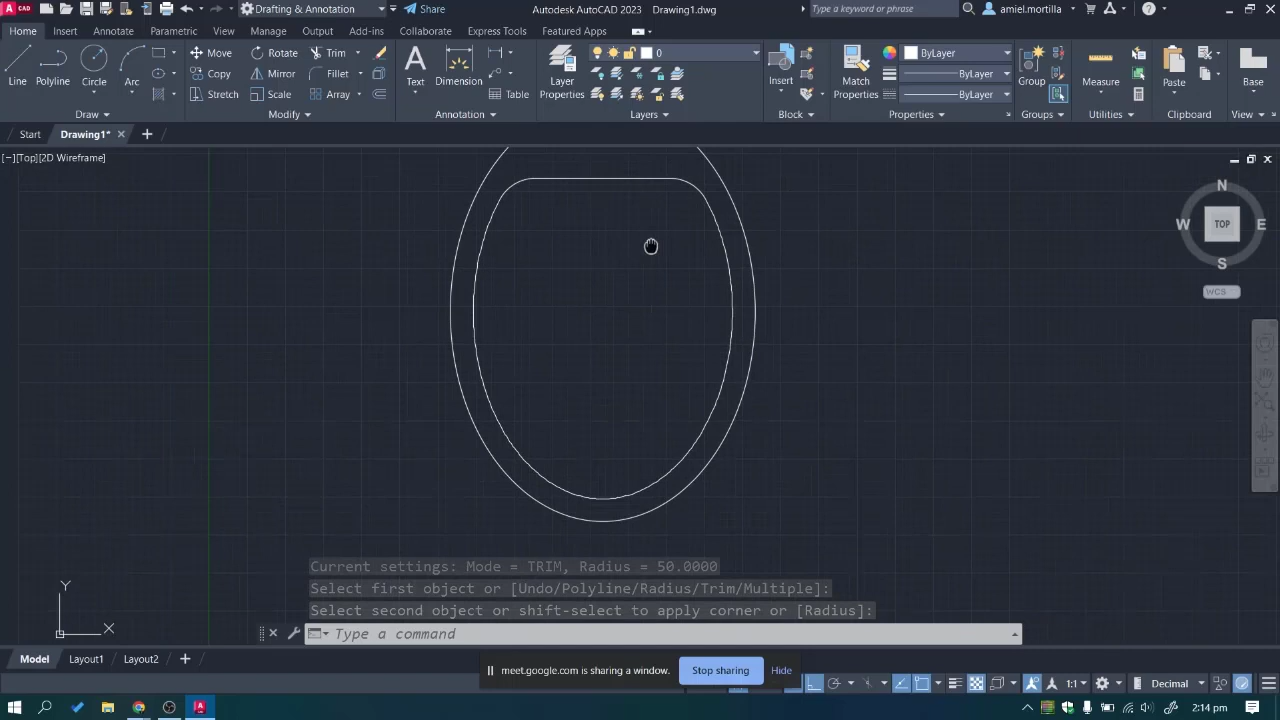 CAD
Drafting & Annotation
Share
Autodesk AutoCAD 2023 Drawing1.dwg
Type a keyword or phrase
amiel.mortilla
Home Insert Annotate Parametric View Manage Output Add-ins Collaborate Express Tools Featured Apps
Line Polyline Circle Arc
Move Rotate Trim
Copy Mirror Fillet
Stretch Scale Array
Text Dimension Table
Layer Properties
0
Insert
Match Properties
ByLayer
ByLayer
ByLayer
Group
Measure
Paste
Base
Draw Modify Annotation Layers Block Properties Groups Utilities Clipboard View
Start Drawing1*
[−][Top][2D Wireframe]
N
W TOP E
S
WCS
Current settings: Mode = TRIM, Radius = 50.0000
Select first object or [Undo/Polyline/Radius/Trim/Multiple]:
Select second object or shift-select to apply corner or [Radius]:
Y
X
Type a command
Model Layout1 Layout2
meet.google.com is sharing a window. Stop sharing Hide
1:1 Decimal
2:14 pm